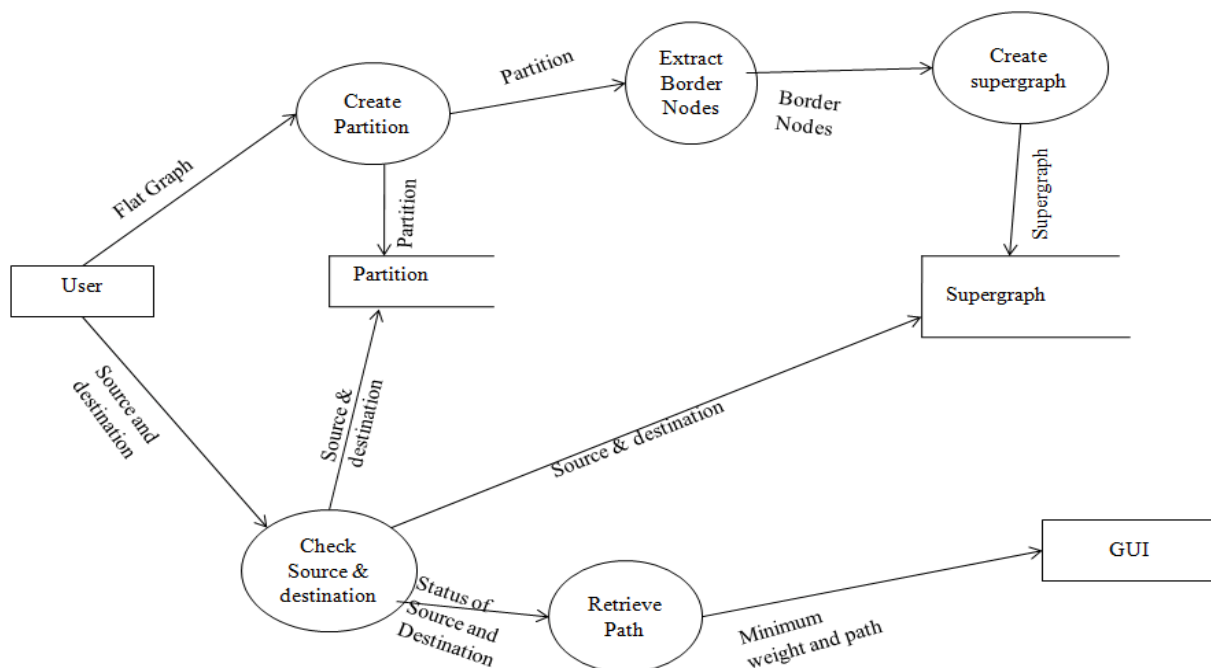 Create
Partition
Partition
Extract
Border
Nodes
Border
Nodes
Create
supergraph
Flat Graph
Partition
Supergraph
User
Partition
Supergraph
Source and
destination
Source &
destination
Source & destination
Check
Source &
destination
Status of
Source and
Destination
Retrieve
Path
Minimum
weight and path
GUI